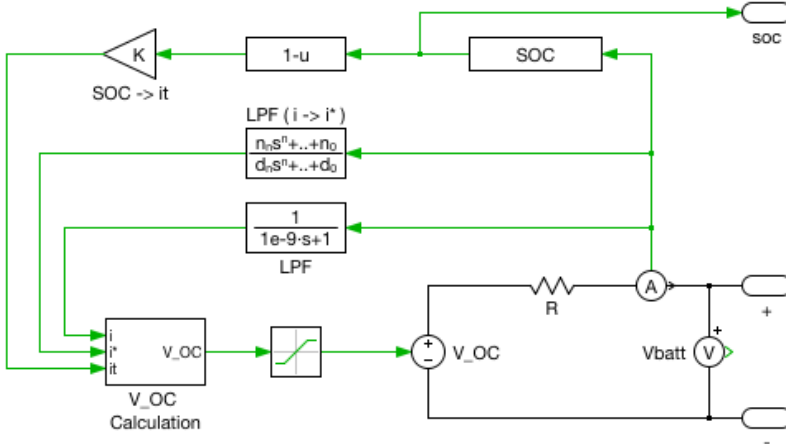 soc
K
SOC -> it
1-u
SOC
LPF ( i -> i* )
nₙsⁿ+..+n₀
dₙsⁿ+..+d₀
1
1e-9·s+1
LPF
i
i*
it
V_OC
V_OC
Calculation
+
−
V_OC
R
A
+
Vbatt
V
+
-